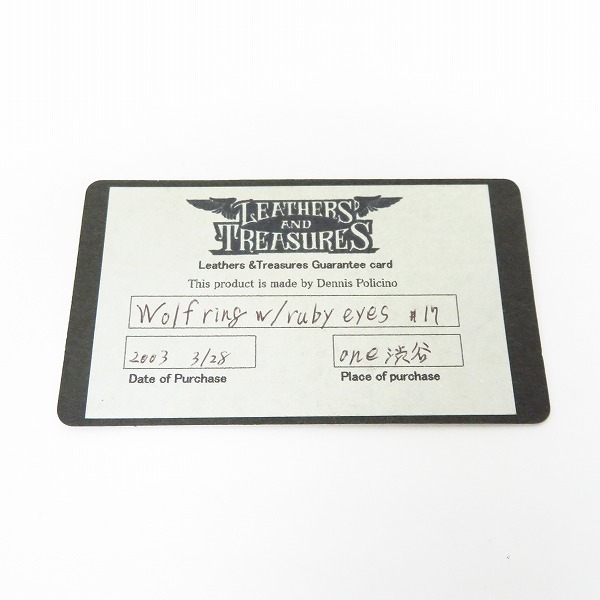 LEATHERS
AND
TREASURES
Leathers &Treasures Guarantee card
This product is made by Dennis Policino
Wolf ring w/ruby eyes #17
2003 3/28
one 渋谷
Date of Purchase
Place of purchase